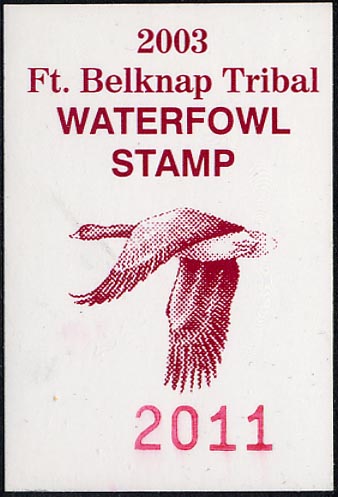 2003
Ft. Belknap Tribal
WATERFOWL
STAMP
2011